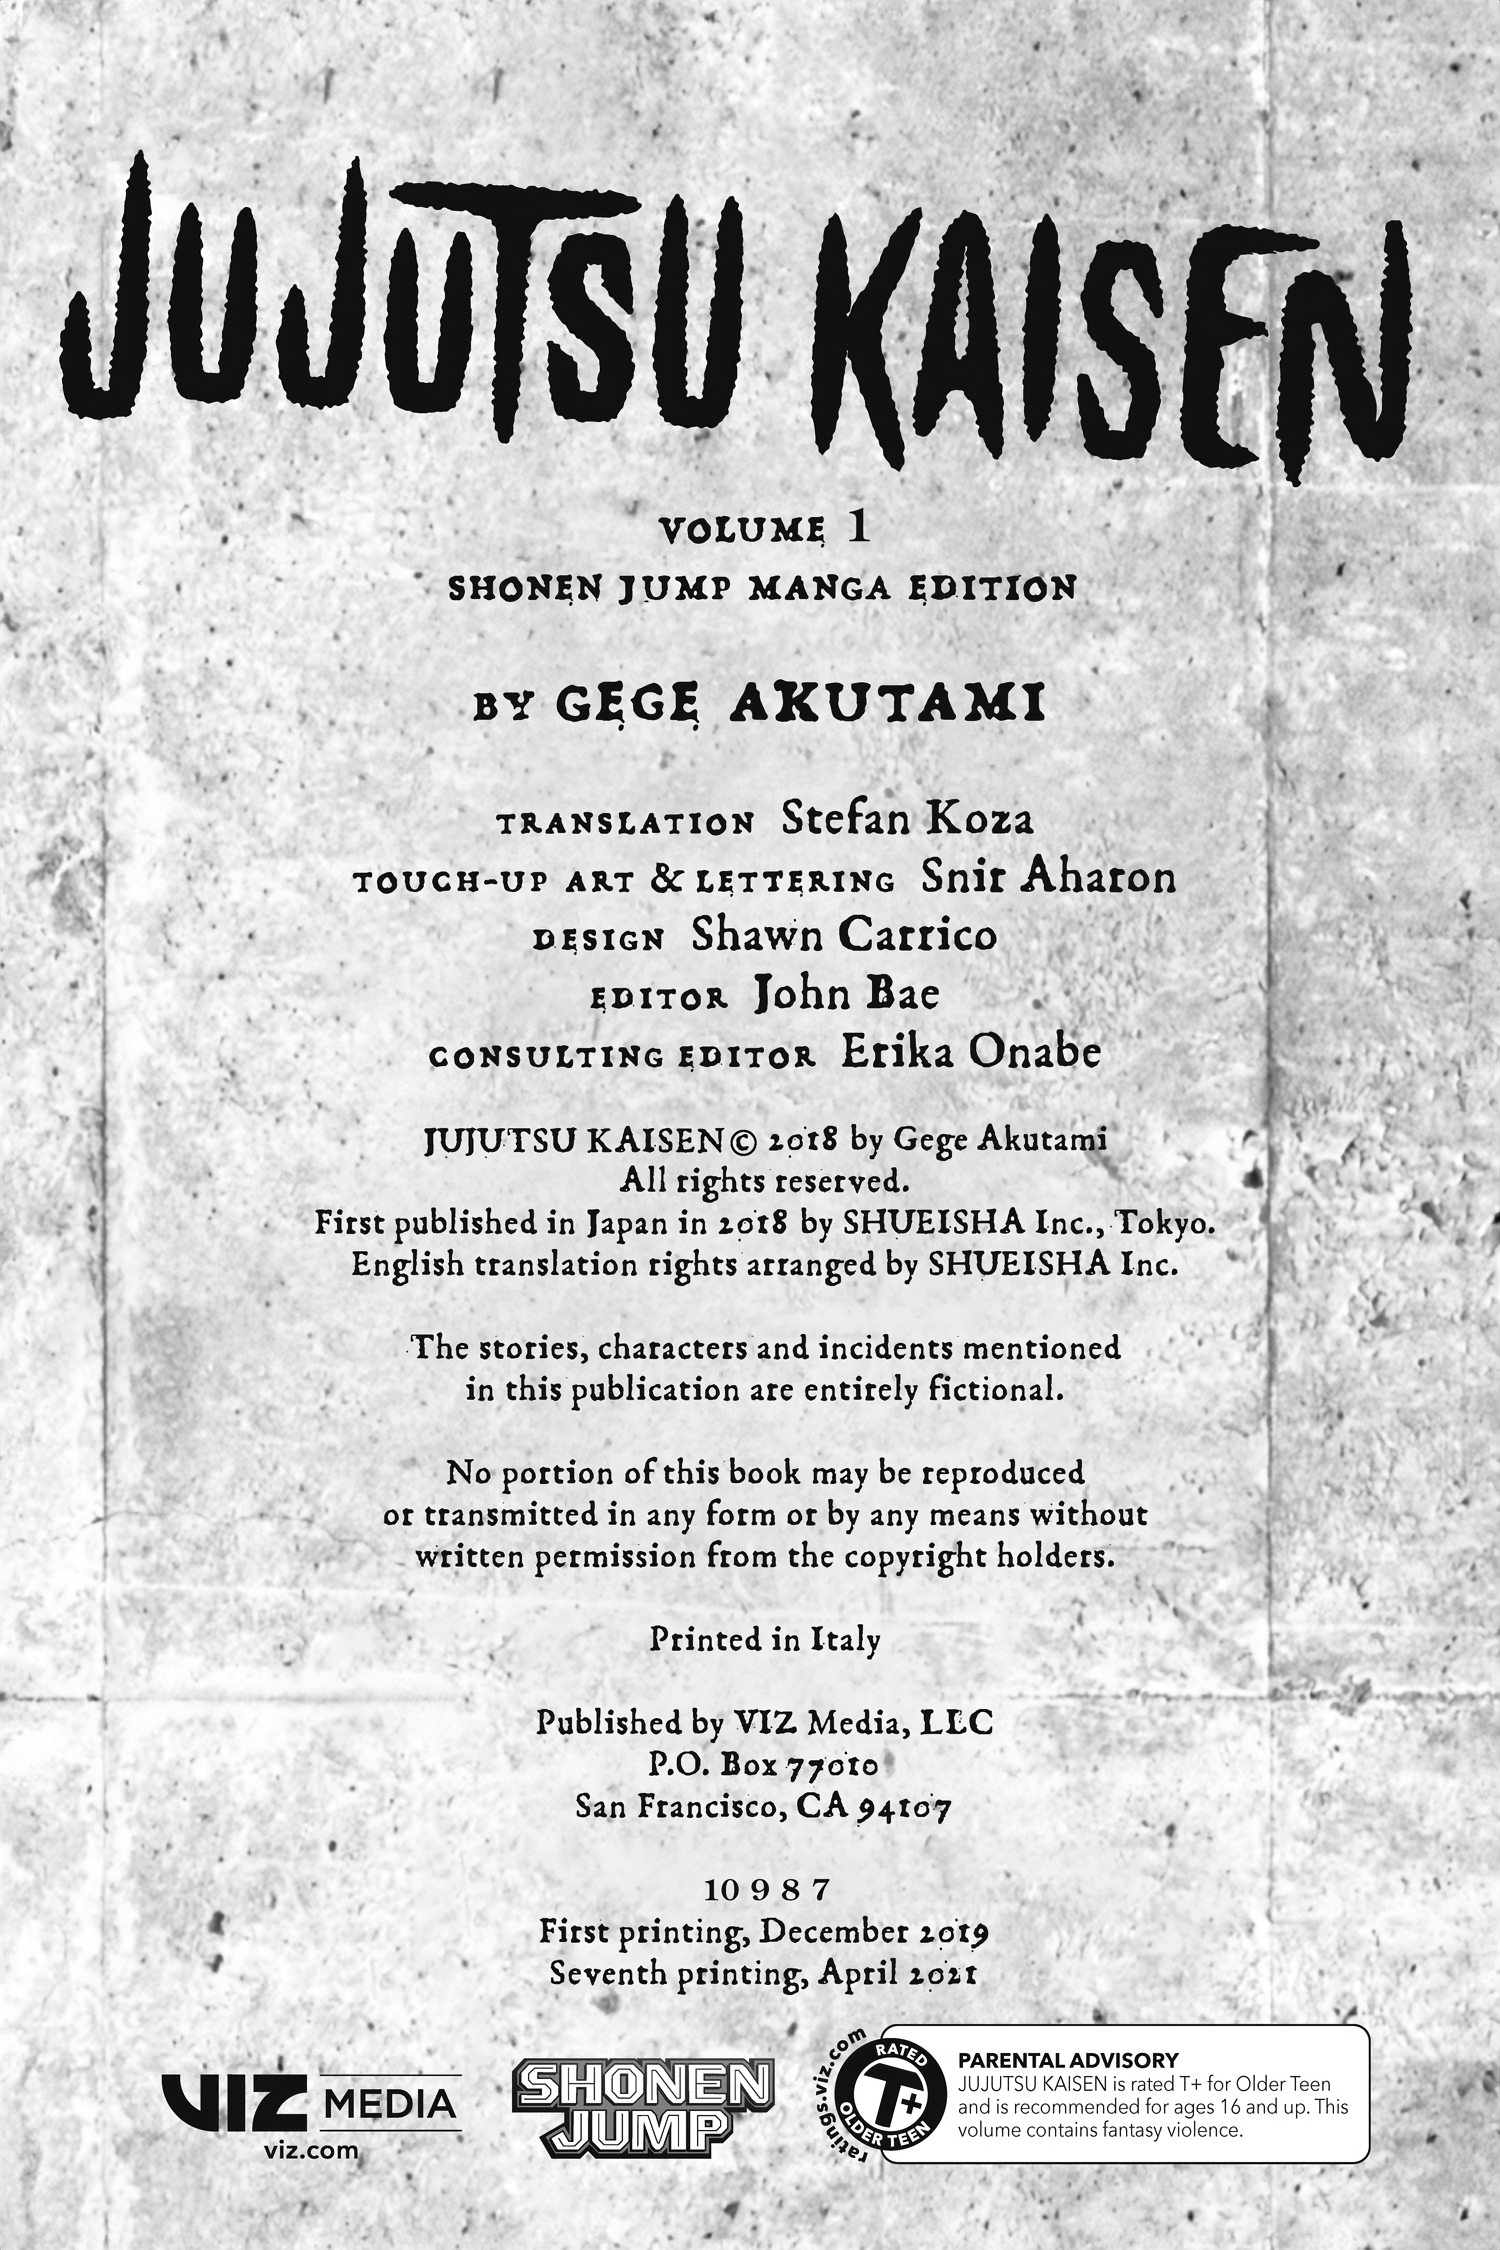 JUJUTSU KAISEN
VOLUME 1
SHONEN JUMP MANGA EDITION
BY GEGE AKUTAMI
TRANSLATION Stefan Koza
TOUCH-UP ART & LETTERING Snir Aharon
DESIGN Shawn Carrico
EDITOR John Bae
CONSULTING EDITOR Erika Onabe
JUJUTSU KAISEN© 2018 by Gege Akutami
All rights reserved.
First published in Japan in 2018 by SHUEISHA Inc., Tokyo.
English translation rights arranged by SHUEISHA Inc.
The stories, characters and incidents mentioned
in this publication are entirely fictional.
No portion of this book may be reproduced
or transmitted in any form or by any means without
written permission from the copyright holders.
Printed in Italy
Published by VIZ Media, LLC
P.O. Box 77010
San Francisco, CA 94107
10 9 8 7
First printing, December 2019
Seventh printing, April 2021
VIZ MEDIA
viz.com
SHONEN
JUMP
ratings.viz.com
RATED
T+
OLDER TEEN
PARENTAL ADVISORY
JUJUTSU KAISEN is rated T+ for Older Teen
and is recommended for ages 16 and up. This
volume contains fantasy violence.